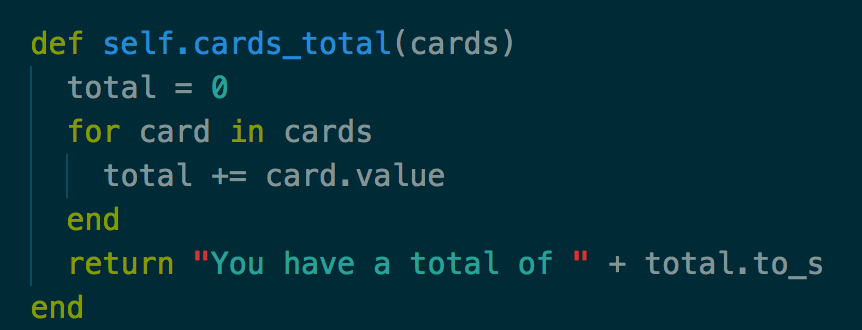 def self.cards_total(cards)
  total = 0
  for card in cards
    total += card.value
  end
  return "You have a total of " + total.to_s
end